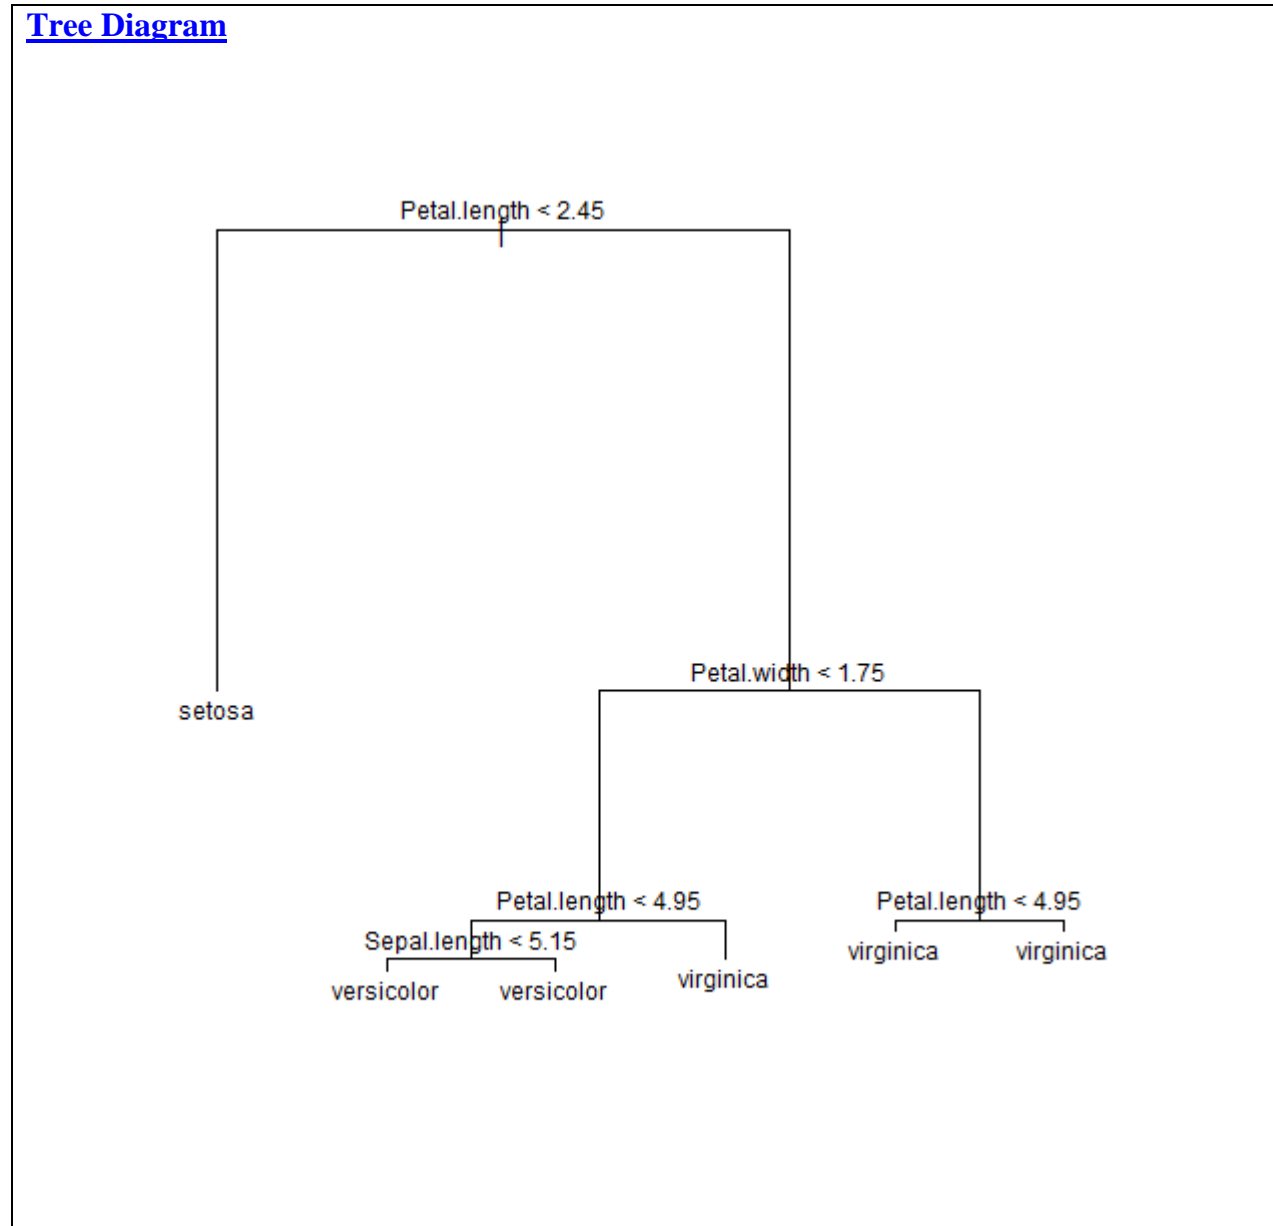 Tree Diagram
Petal.length < 2.45
setosa
Petal.width < 1.75
Petal.length < 4.95
Petal.length < 4.95
Sepal.length < 5.15
virginica
virginica
virginica
versicolor
versicolor